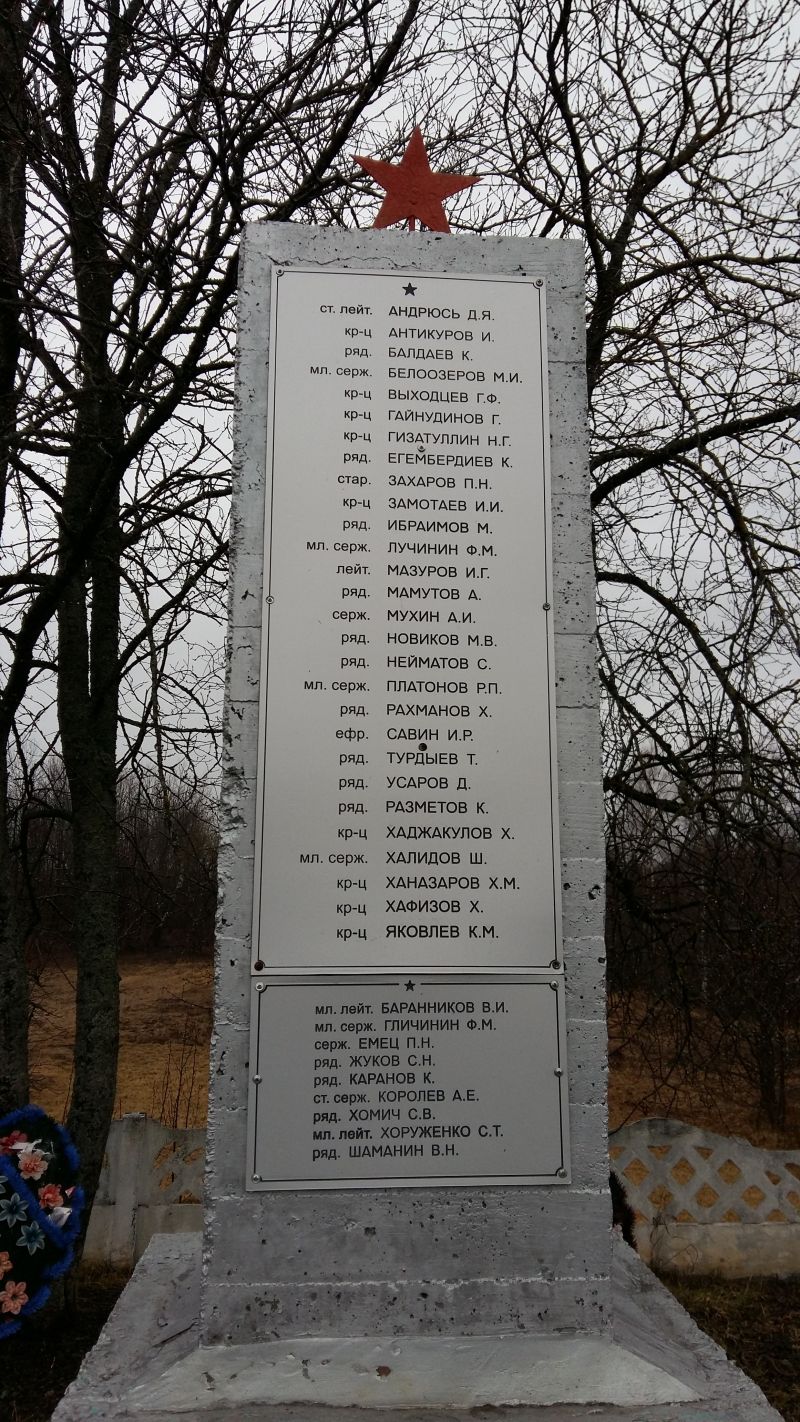 ст. лейт. АНДРЮСЬ Д.Я.
кр-ц АНТИКУРОВ И.
ряд. БАЛДАЕВ К.
мл. серж. БЕЛООЗЕРОВ М.И.
кр-ц ВЫХОДЦЕВ Г.Ф.
кр-ц ГАЙНУДИНОВ Г.
кр-ц ГИЗАТУЛЛИН Н.Г.
ряд. ЕГЕМБЕРДИЕВ К.
стар. ЗАХАРОВ П.Н.
кр-ц ЗАМОТАЕВ И.И.
ряд. ИБРАИМОВ М.
мл. серж. ЛУЧИНИН Ф.М.
лейт. МАЗУРОВ И.Г.
ряд. МАМУТОВ А.
серж. МУХИН А.И.
ряд. НОВИКОВ М.В.
ряд. НЕЙМАТОВ С.
мл. серж. ПЛАТОНОВ Р.П.
ряд. РАХМАНОВ Х.
ефр. САВИН И.Р.
ряд. ТУРДЫЕВ Т.
ряд. УСАРОВ Д.
ряд. РАЗМЕТОВ К.
кр-ц ХАДЖАКУЛОВ Х.
мл. серж. ХАЛИДОВ Ш.
кр-ц ХАНАЗАРОВ Х.М.
кр-ц ХАФИЗОВ Х.
кр-ц ЯКОВЛЕВ К.М.
мл. лейт. БАРАННИКОВ В.И.
мл. серж. ГЛИЧИНИН Ф.М.
серж. ЕМЕЦ П.Н.
ряд. ЖУКОВ С.Н.
ряд. КАРАНОВ К.
ст. серж. КОРОЛЕВ А.Е.
ряд. ХОМИЧ С.В.
мл. лейт. ХОРУЖЕНКО С.Т.
ряд. ШАМАНИН В.Н.